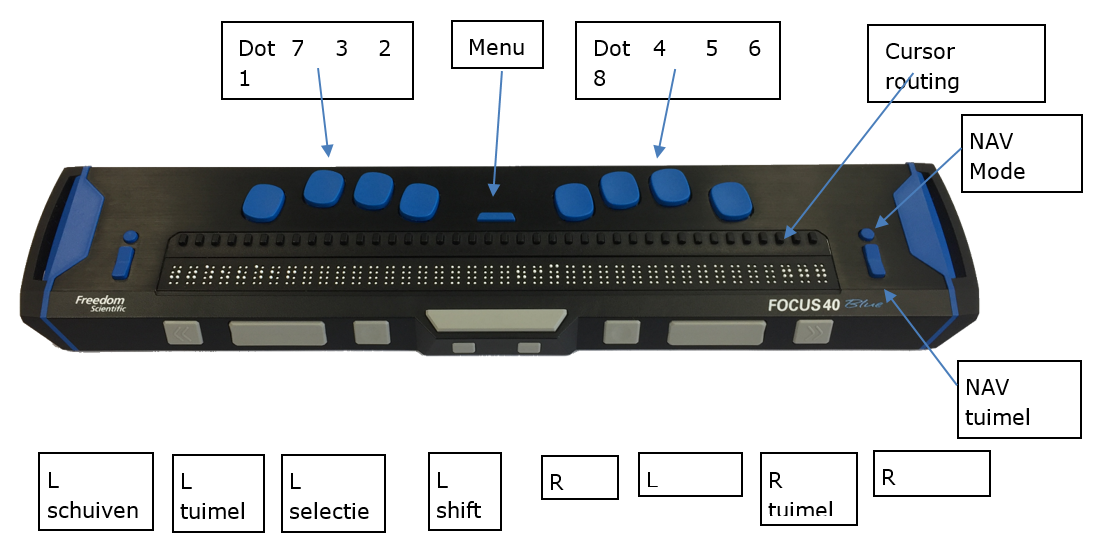 Dot 7 3 2
1
Menu
Dot 4 5 6
8
Cursor
routing
NAV
Mode
Freedom
Scientific
FOCUS 40 Blue
NAV
tuimel
L
schuiven
L
tuimel
L
selectie
L
shift
R
L
R
tuimel
R